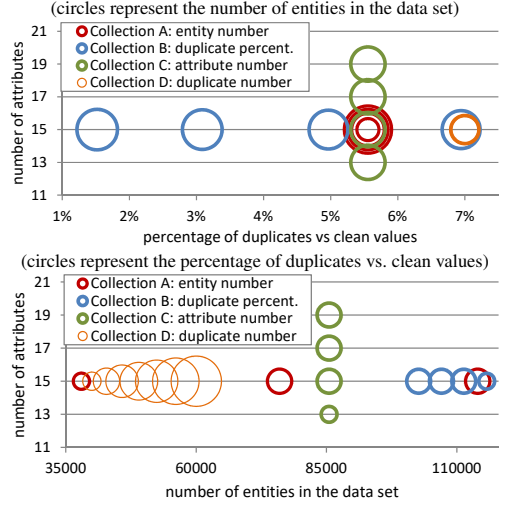 (circles represent the number of entities in the data set)
21
19
17
15
13
11
number of attributes
Collection A: entity number
Collection B: duplicate percent.
Collection C: attribute number
Collection D: duplicate number
1% 2% 3% 4% 5% 6% 7%
percentage of duplicates vs clean values
(circles represent the percentage of duplicates vs. clean values)
21
19
17
15
13
11
number of attributes
Collection A: entity number
Collection B: duplicate percent.
Collection C: attribute number
Collection D: duplicate number
35000 60000 85000 110000
number of entities in the data set